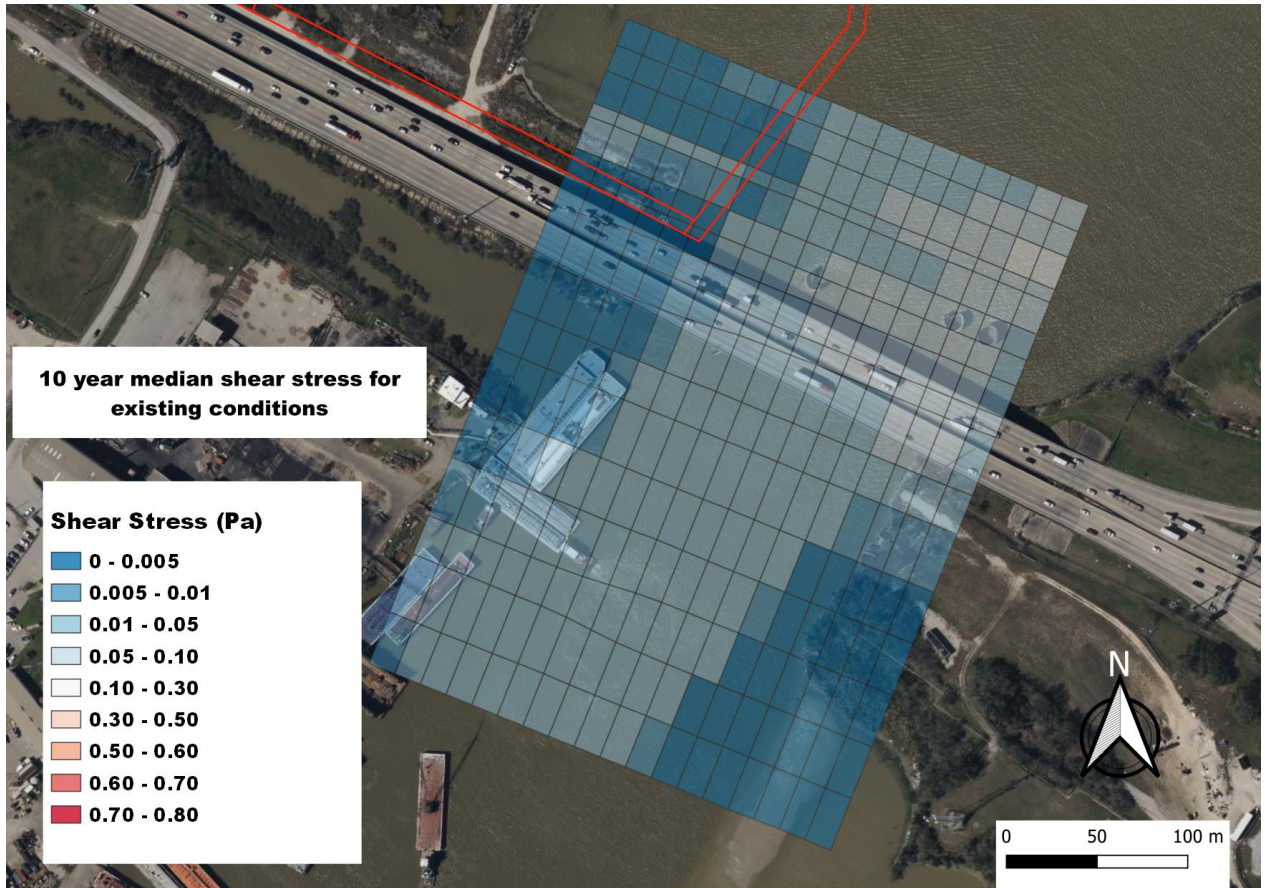 10 year median shear stress for
existing conditions
Shear Stress (Pa)
0 - 0.005
0.005 - 0.01
0.01 - 0.05
0.05 - 0.10
0.10 - 0.30
0.30 - 0.50
0.50 - 0.60
0.60 - 0.70
0.70 - 0.80
N
0 50 100 m